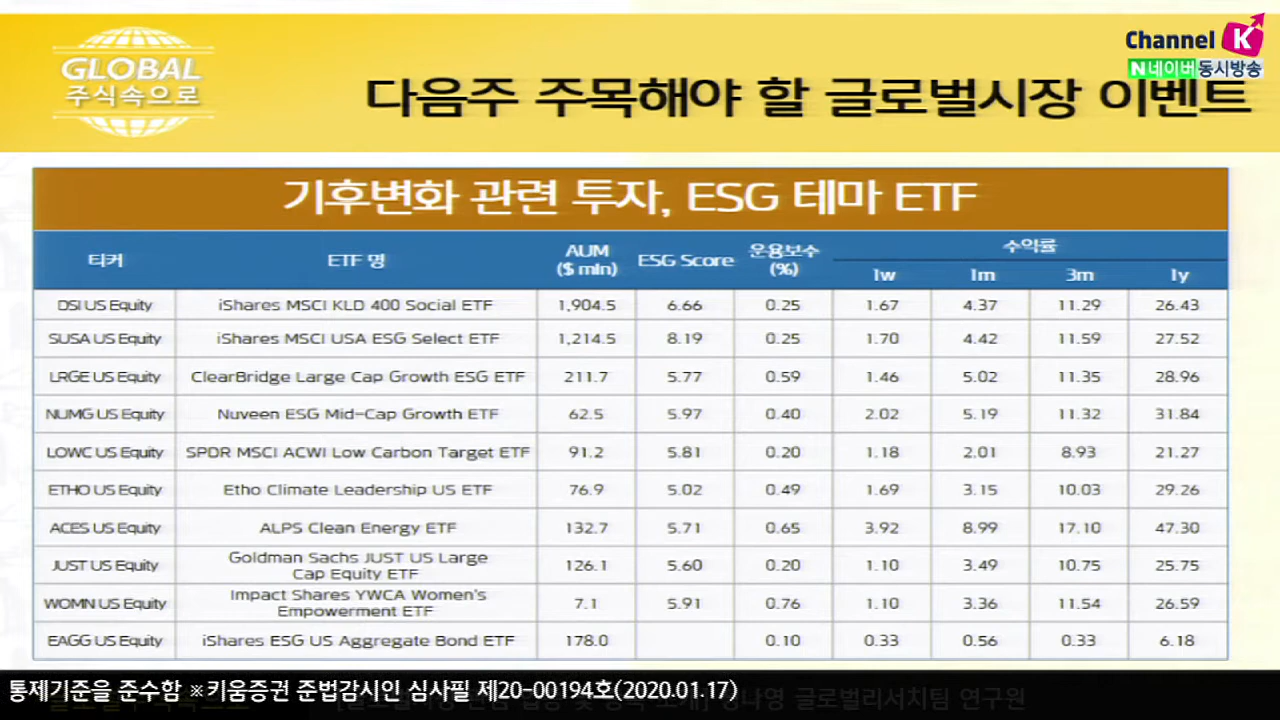 GLOBAL
주식속으로
Channel K
N 네이버 동시방송
다음주 주목해야 할 글로벌시장 이벤트
기후변화 관련 투자, ESG 테마 ETF
티커 ETF 명 AUM ($ mln) ESG Score 운용보수 (%) 수익률
1w 1m 3m 1y
DSI US Equity iShares MSCI KLD 400 Social ETF 1,904.5 6.66 0.25 1.67 4.37 11.29 26.43
SUSA US Equity iShares MSCI USA ESG Select ETF 1,214.5 8.19 0.25 1.70 4.42 11.59 27.52
LRGE US Equity ClearBridge Large Cap Growth ESG ETF 211.7 5.77 0.59 1.46 5.02 11.35 28.96
NUMG US Equity Nuveen ESG Mid-Cap Growth ETF 62.5 5.97 0.40 2.02 5.19 11.32 31.84
LOWC US Equity SPDR MSCI ACWI Low Carbon Target ETF 91.2 5.81 0.20 1.18 2.01 8.93 21.27
ETHO US Equity Etho Climate Leadership US ETF 76.9 5.02 0.49 1.69 3.15 10.03 29.26
ACES US Equity ALPS Clean Energy ETF 132.7 5.71 0.65 3.92 8.99 17.10 47.30
JUST US Equity Goldman Sachs JUST US Large Cap Equity ETF 126.1 5.60 0.20 1.10 3.49 10.75 25.75
WOMN US Equity Impact Shares YWCA Women's Empowerment ETF 7.1 5.91 0.76 1.10 3.36 11.54 26.59
EAGG US Equity iShares ESG US Aggregate Bond ETF 178.0 0.10 0.33 0.56 0.33 6.18
통제기준을 준수함 ※키움증권 준법감시인 심사필 제20-00194호(2020.01.17)
글로벌리서치팀 연구원